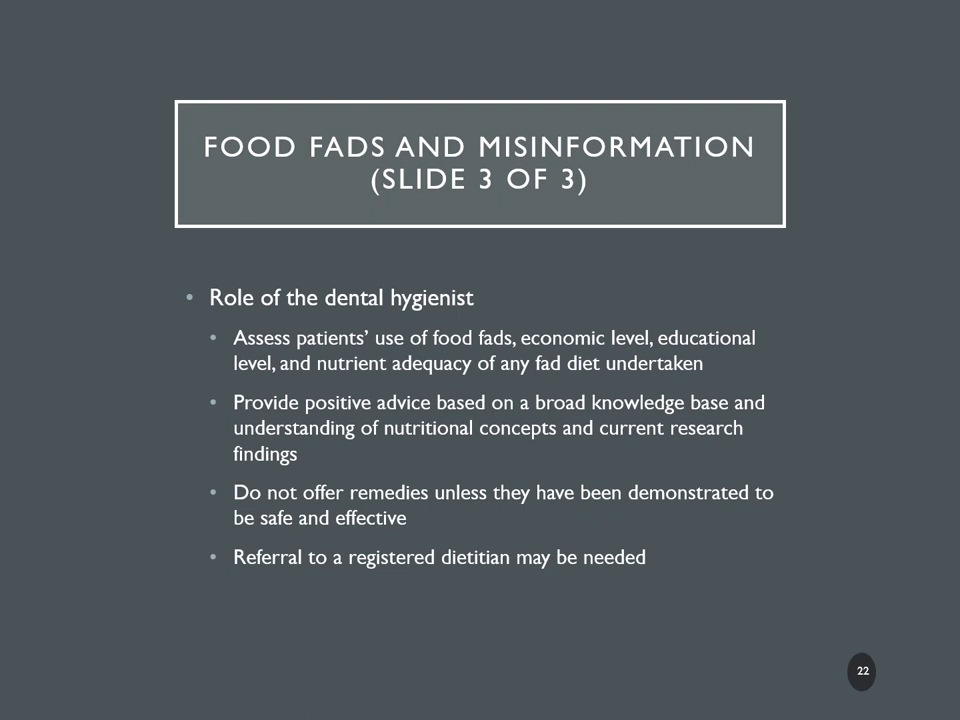 FOOD FADS AND MISINFORMATION
(SLIDE 3 OF 3)
• Role of the dental hygienist
• Assess patients’ use of food fads, economic level, educational
level, and nutrient adequacy of any fad diet undertaken
• Provide positive advice based on a broad knowledge base and
understanding of nutritional concepts and current research
findings
• Do not offer remedies unless they have been demonstrated to
be safe and effective
• Referral to a registered dietitian may be needed
22